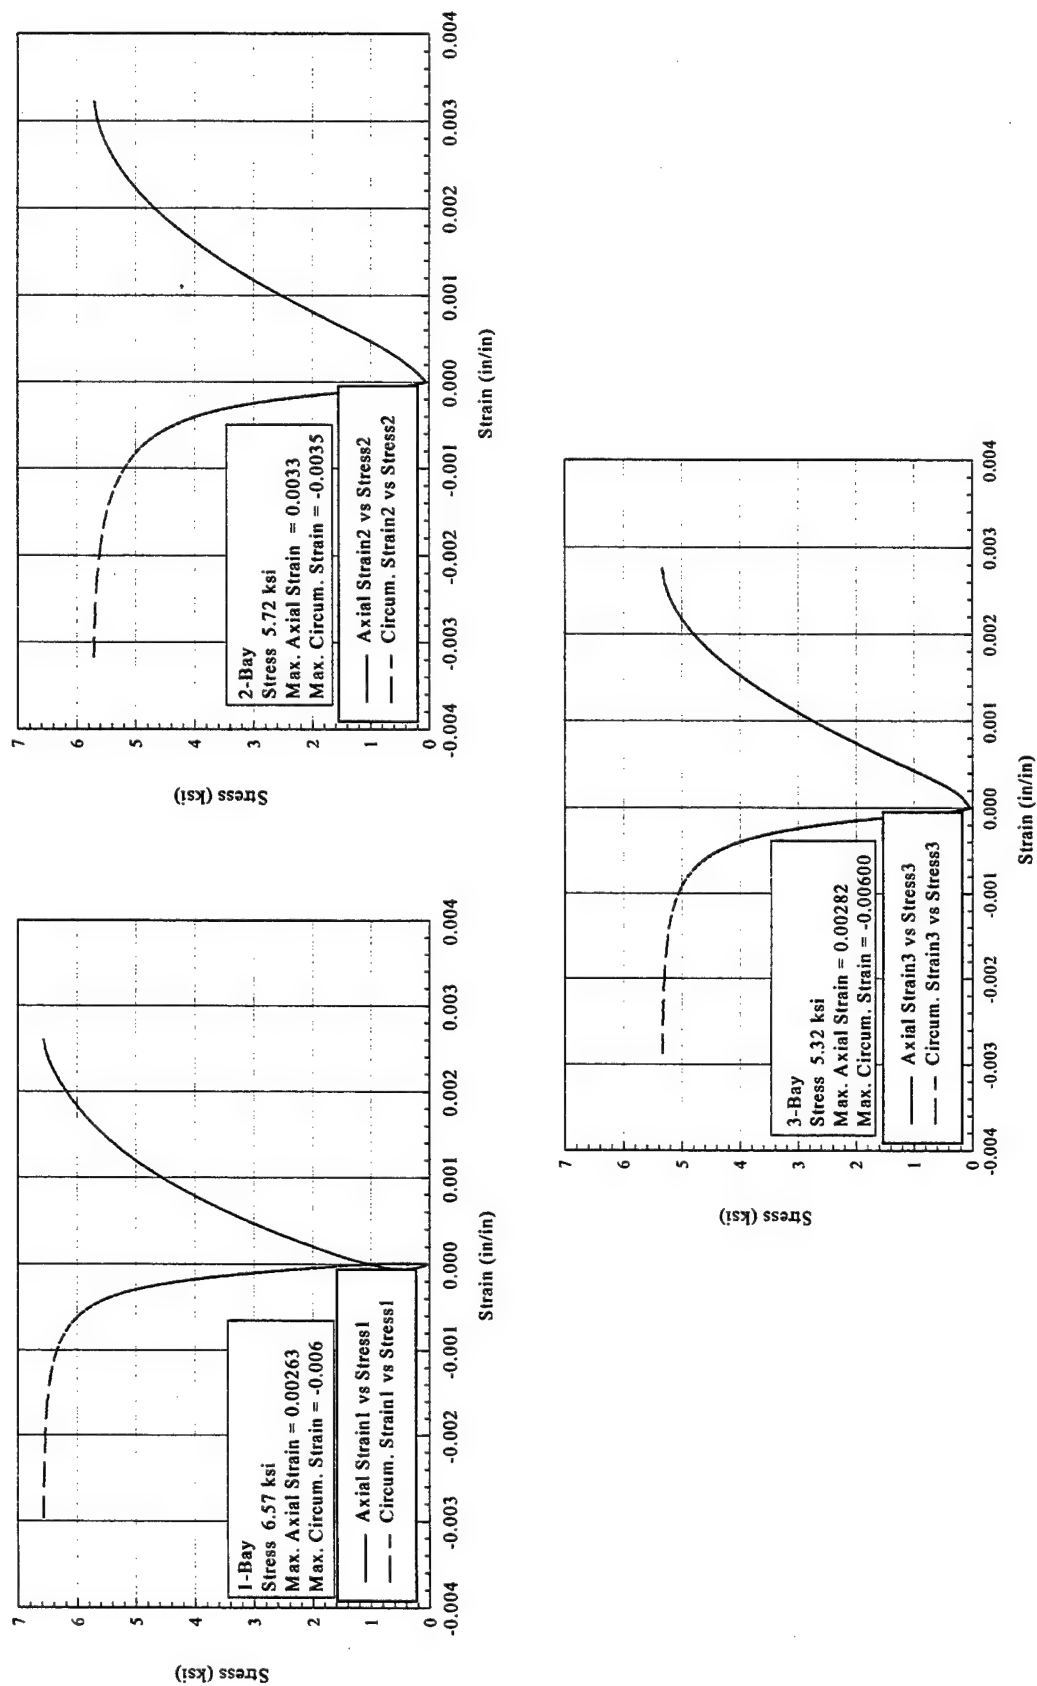 7
6
5
4
3
2
1
0
Stress (ksi)
1-Bay
Stress 6.57 ksi
Max. Axial Strain = 0.00263
Max. Circum. Strain = -0.006
Axial Strain1 vs Stress1
Circum. Strain1 vs Stress1
-0.004
-0.003
-0.002
-0.001
0.000
0.001
0.002
0.003
0.004
Strain (in/in)
7
6
5
4
3
2
1
0
Stress (ksi)
2-Bay
Stress 5.72 ksi
Max. Axial Strain = 0.0033
Max. Circum. Strain = -0.0035
Axial Strain2 vs Stress2
Circum. Strain2 vs Stress2
-0.004
-0.003
-0.002
-0.001
0.000
0.001
0.002
0.003
0.004
Strain (in/in)
7
6
5
4
3
2
1
0
Stress (ksi)
3-Bay
Stress 5.32 ksi
Max. Axial Strain = 0.00282
Max. Circum. Strain = -0.00600
Axial Strain3 vs Stress3
Circum. Strain3 vs Stress3
-0.004
-0.003
-0.002
-0.001
0.000
0.001
0.002
0.003
0.004
Strain (in/in)